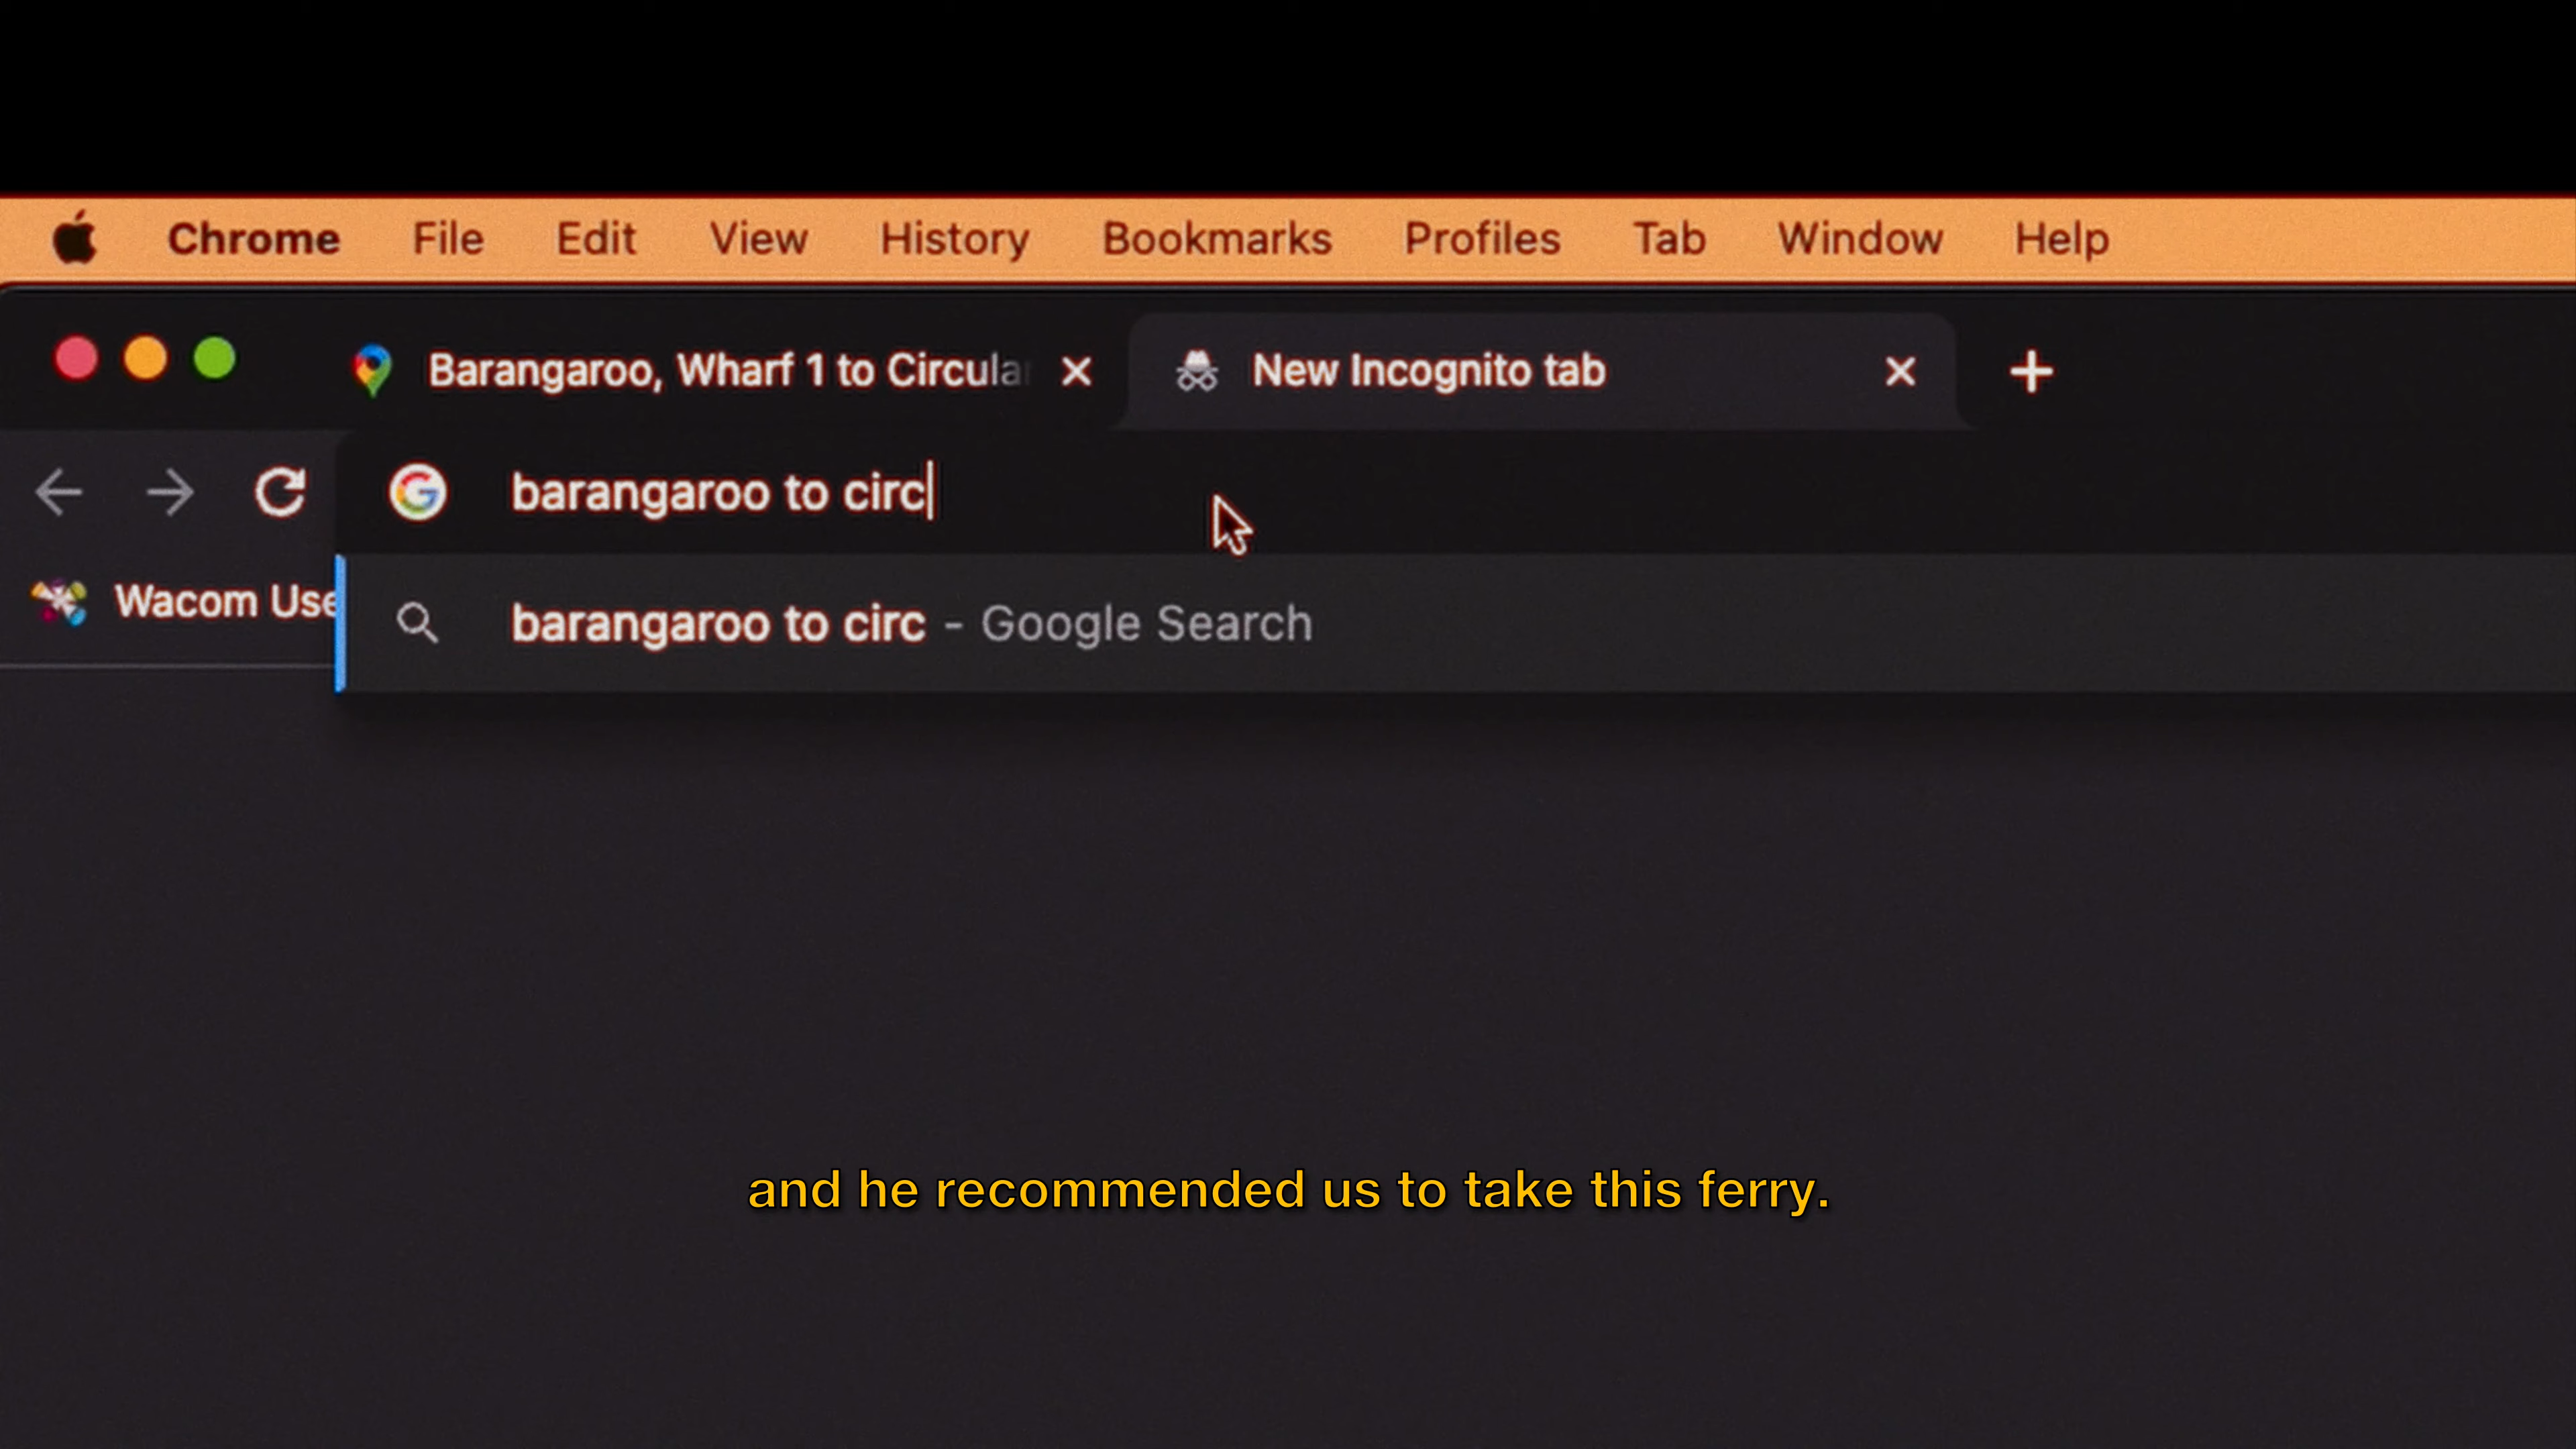 Chrome File Edit View History Bookmarks Profiles Tab Window Help
Barangaroo, Wharf 1 to Circula
New Incognito tab
barangaroo to circ
Wacom Use
barangaroo to circ - Google Search
and he recommended us to take this ferry.